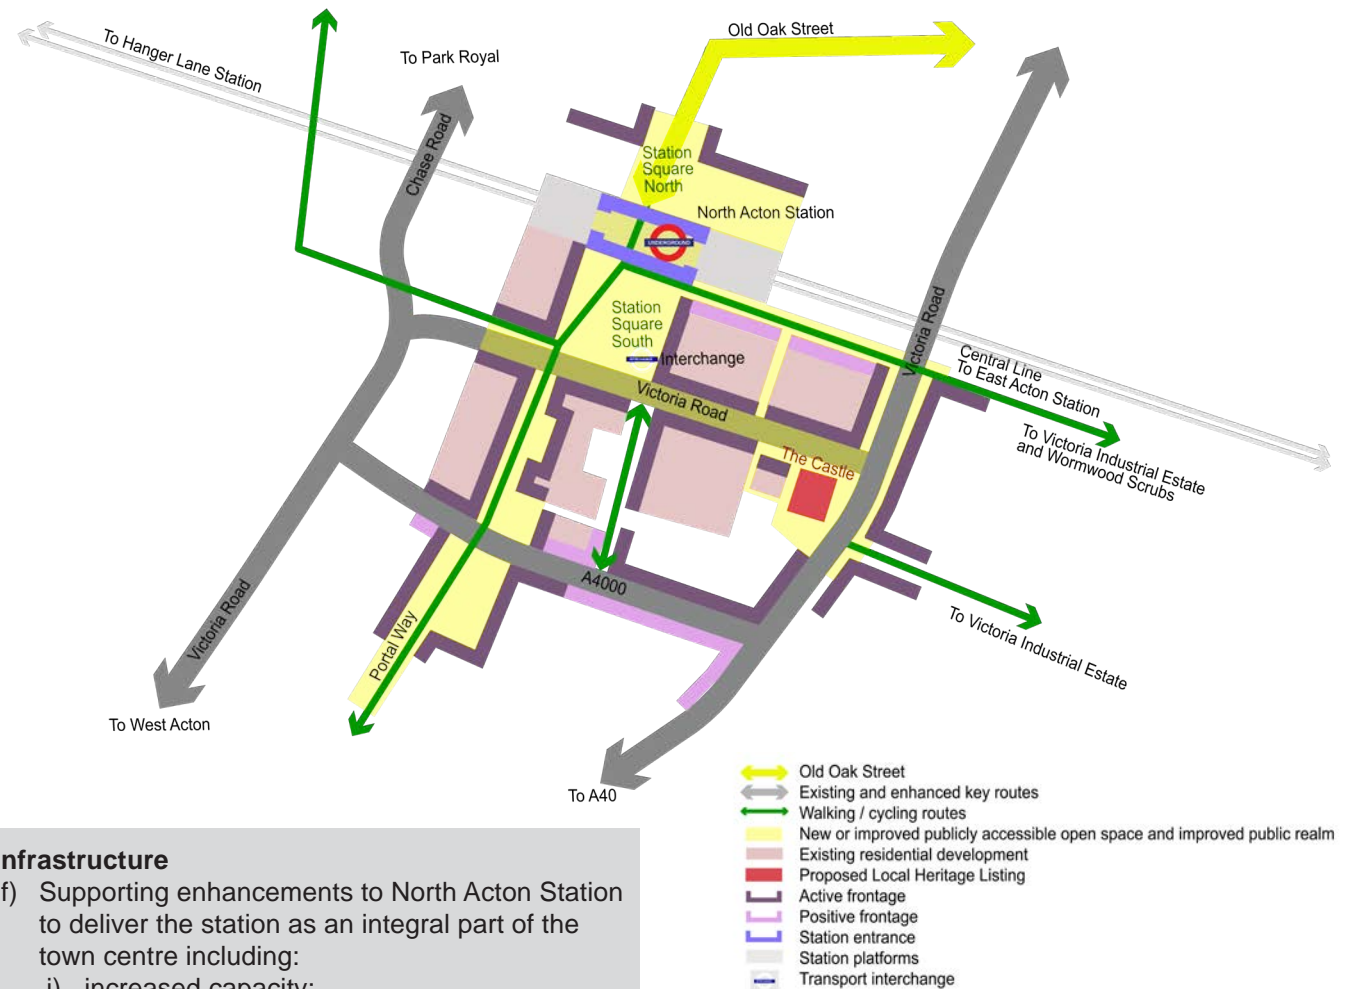 Old Oak Street
To Hanger Lane Station
To Park Royal
Chase Road
Station
Square
North
North Acton Station
UNDERGROUND
Station
Square
South
Interchange
Victoria Road
Victoria Road
Central Line
To East Acton Station
To Victoria Industrial Estate
and Wormwood Scrubs
The Castle
A4000
Victoria Road
Portal Way
To Victoria Industrial Estate
To West Acton
To A40
Old Oak Street
Existing and enhanced key routes
Walking / cycling routes
New or improved publicly accessible open space and improved public realm
Existing residential development
Proposed Local Heritage Listing
Active frontage
Positive frontage
Station entrance
Station platforms
Transport interchange
nfrastructure
f) Supporting enhancements to North Acton Station
to deliver the station as an integral part of the
town centre including:
i) increased capacity;